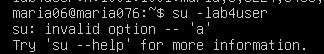 maria06@maria076:~$ su -lab4user
su: invalid option -- 'a'
Try 'su --help' for more information.